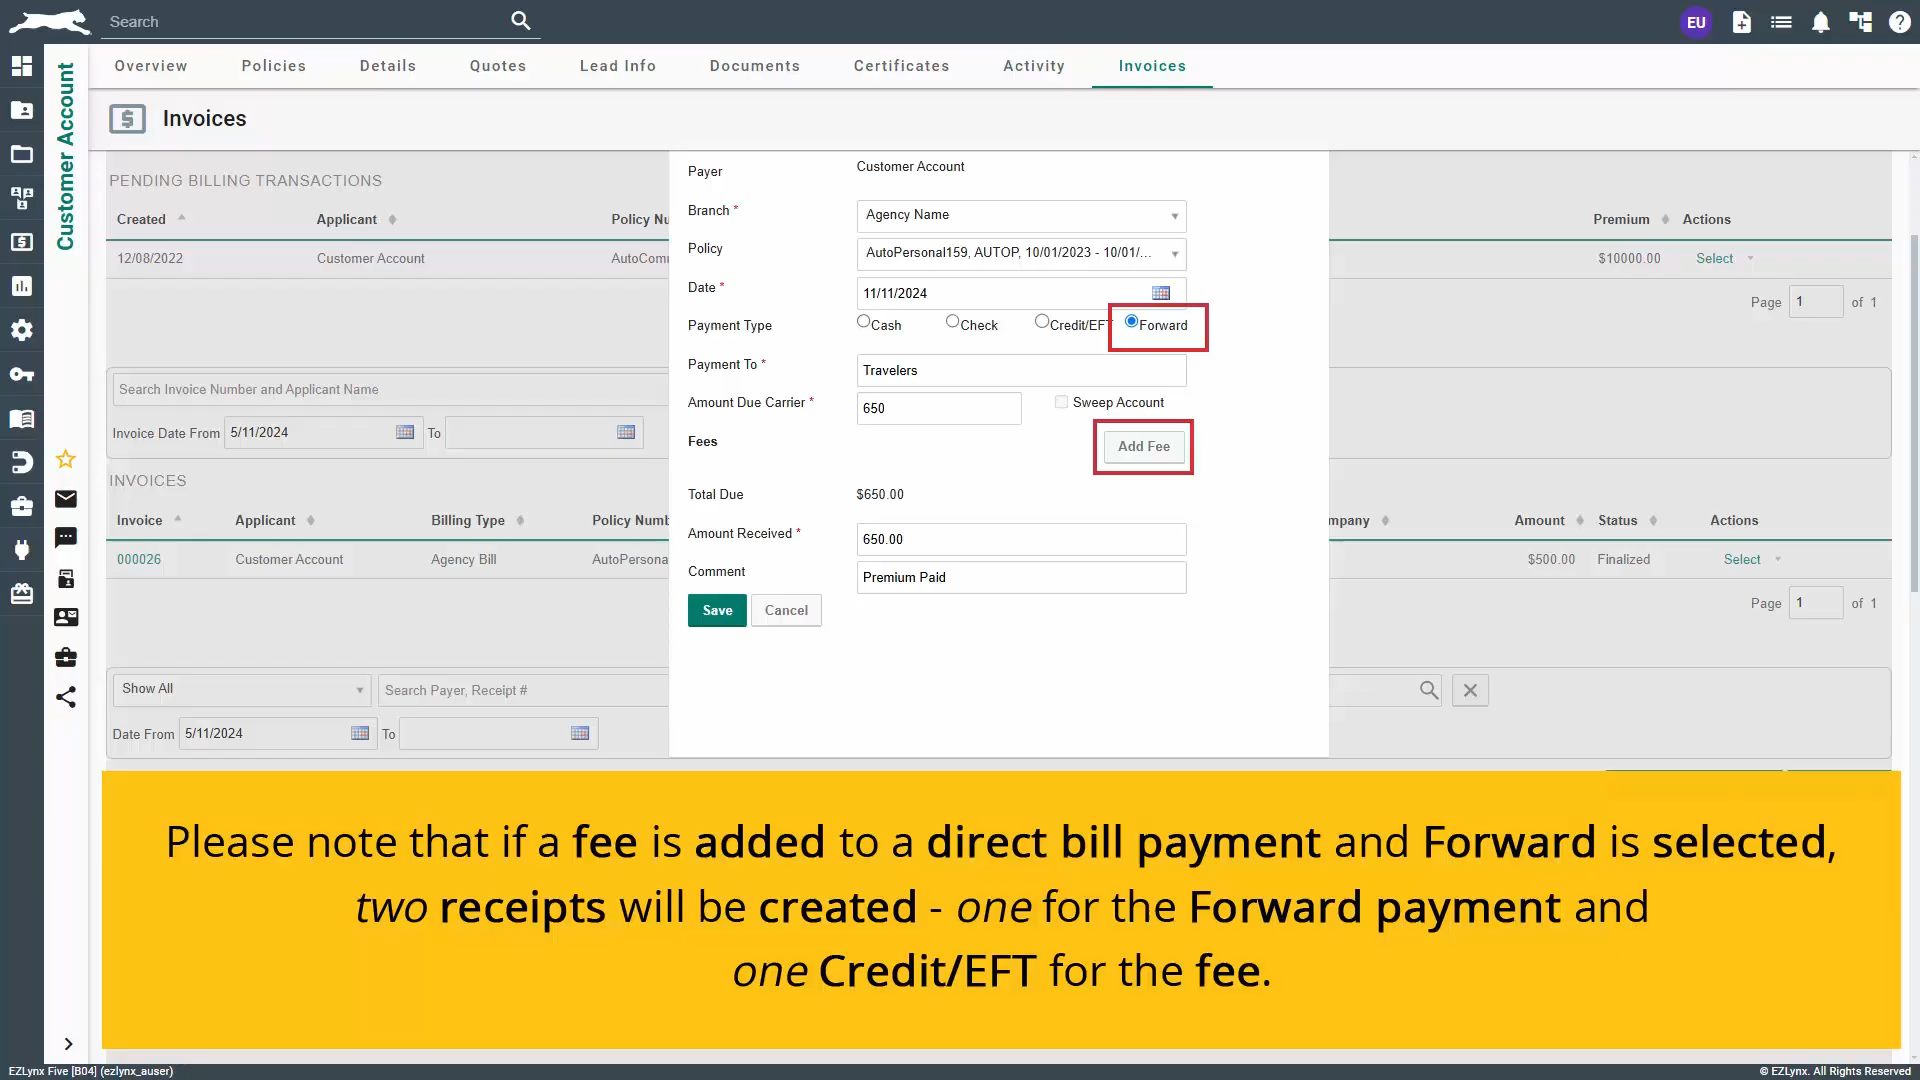 Search
EU
Overview Policies Details Quotes Lead Info Documents Certificates Activity Invoices
Customer Account
Invoices
PENDING BILLING TRANSACTIONS
Created Applicant Policy Nu Premium Actions
12/08/2022 Customer Account AutoCom $10000.00 Select
Page 1 of 1
Payer Customer Account
Branch * Agency Name
Policy AutoPersonal159, AUTOP, 10/01/2023 - 10/01/...
Date * 11/11/2024
Payment Type Cash Check Credit/EFT Forward
Payment To * Travelers
Amount Due Carrier * 650 Sweep Account
Fees Add Fee
Total Due $650.00
Amount Received * 650.00
Comment Premium Paid
Save Cancel
Search Invoice Number and Applicant Name
Invoice Date From 5/11/2024 To
INVOICES
Invoice Applicant Billing Type Policy Numb mpany Amount Status Actions
000026 Customer Account Agency Bill AutoPersona $500.00 Finalized Select
Page 1 of 1
Show All Search Payer, Receipt #
Date From 5/11/2024 To
Please note that if a fee is added to a direct bill payment and Forward is selected,
two receipts will be created - one for the Forward payment and
one Credit/EFT for the fee.
EZLynx Five [B04] (ezlynx_auser) © EZLynx. All Rights Reserved